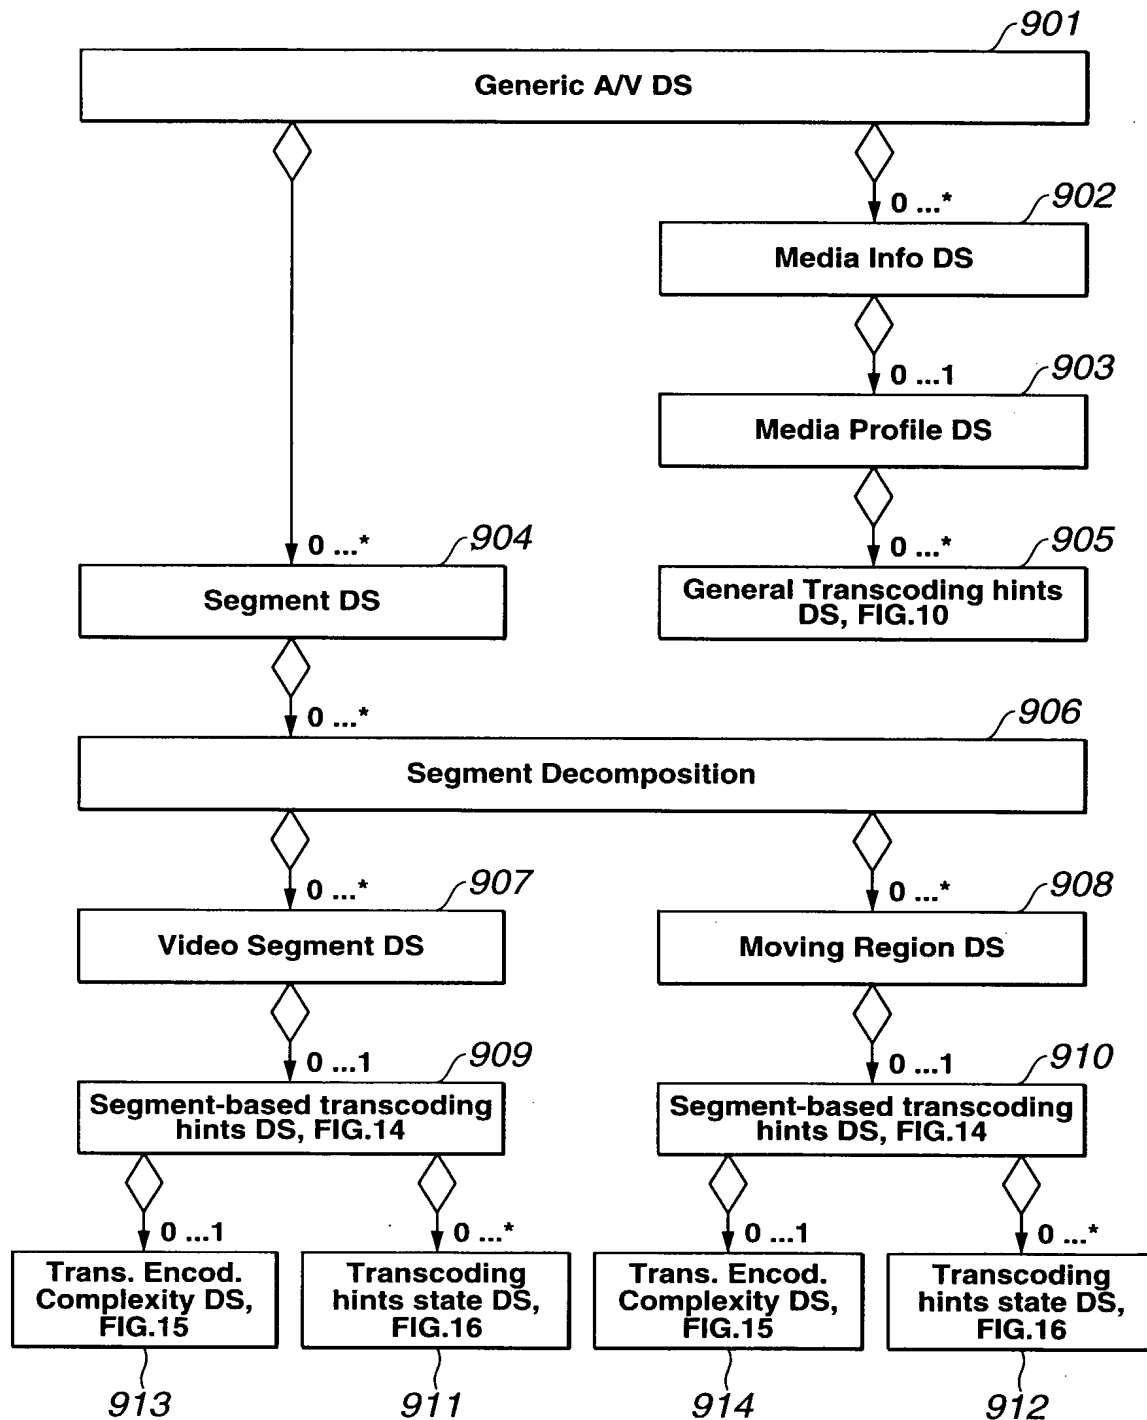 901
Generic A/V DS
0 ...*
902
Media Info DS
0 ...1
903
Media Profile DS
0 ...*
904
0 ...*
905
Segment DS
General Transcoding hints
DS, FIG.10
0 ...*
906
Segment Decomposition
0 ...*
907
0 ...*
908
Video Segment DS
Moving Region DS
0 ...1
909
0 ...1
910
Segment-based transcoding
hints DS, FIG.14
Segment-based transcoding
hints DS, FIG.14
0 ...1
0 ...*
0 ...1
0 ...*
Trans. Encod.
Complexity DS,
FIG.15
Transcoding
hints state DS,
FIG.16
Trans. Encod.
Complexity DS,
FIG.15
Transcoding
hints state DS,
FIG.16
913
911
914
912